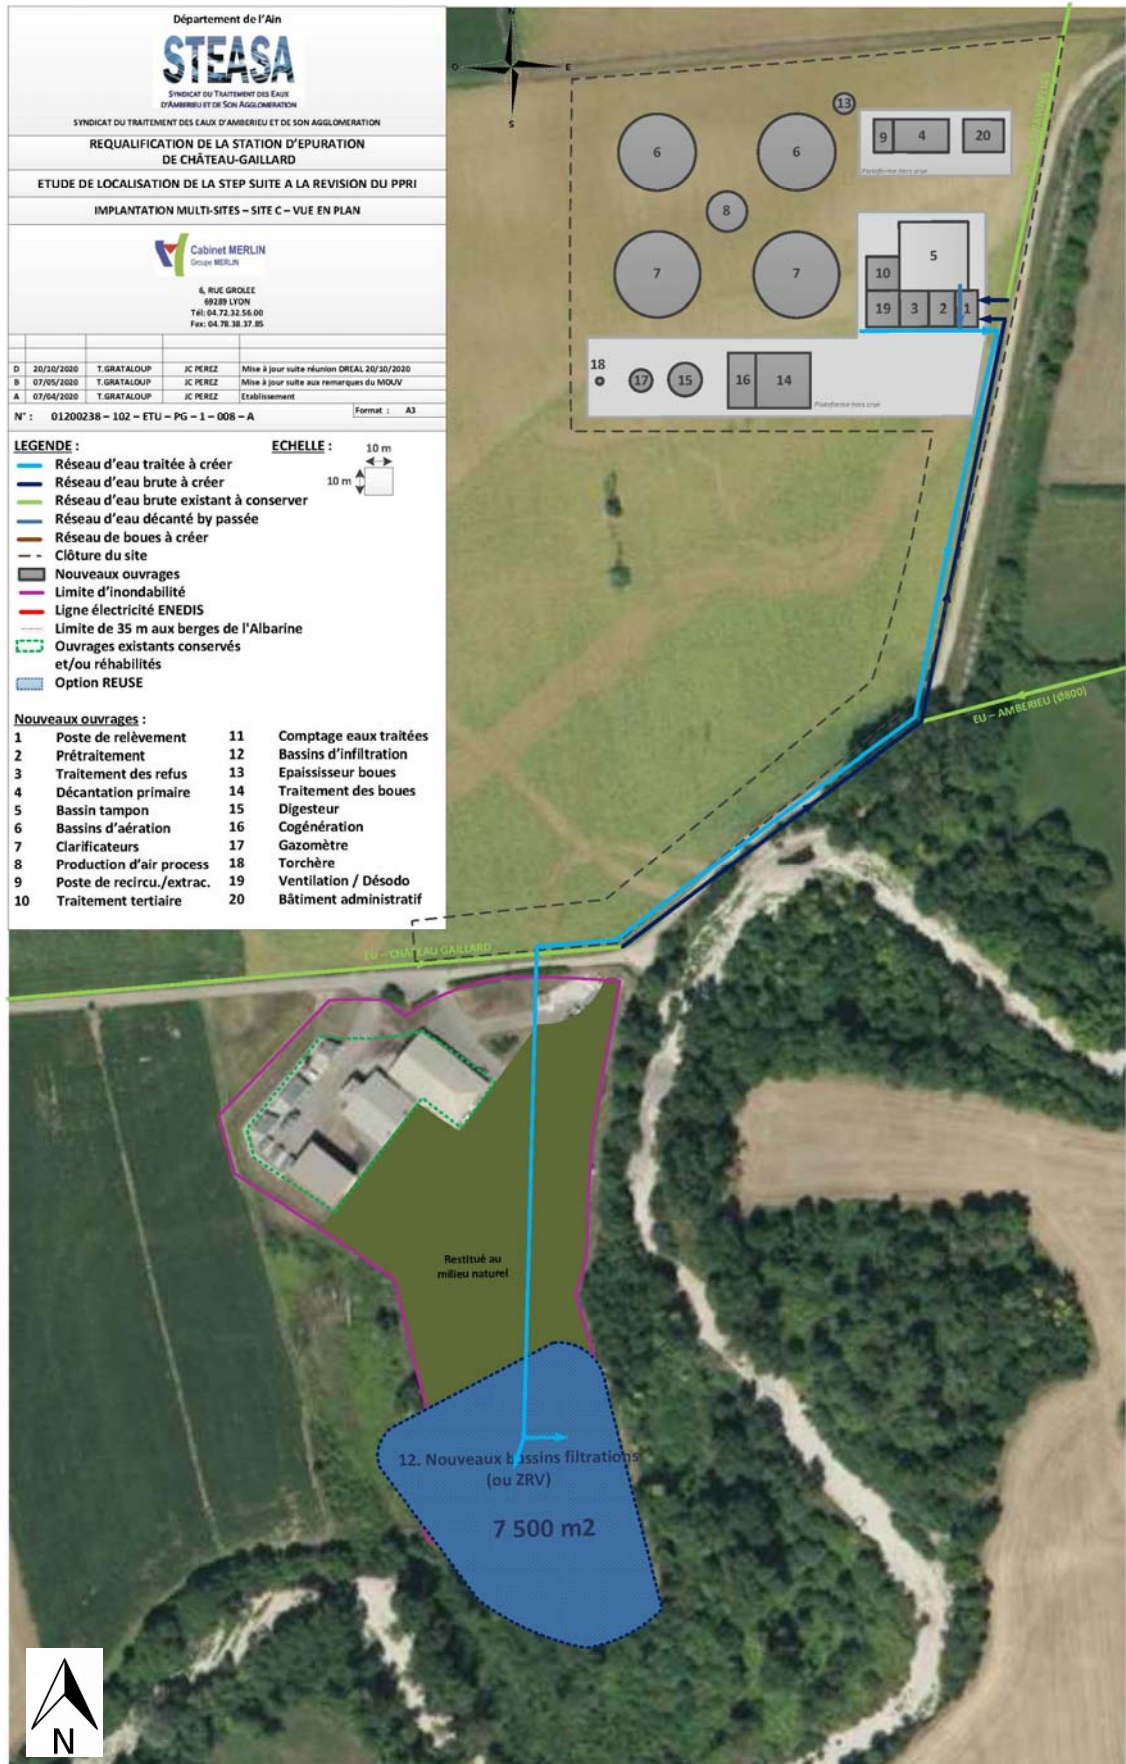 Département de l'Ain
STEASA
SYNDICAT DU TRAITEMENT DES EAUX
D'AMBERIEU ET DE SON AGGLOMERATION
SYNDICAT DU TRAITEMENT DES EAUX D'AMBERIEU ET DE SON AGGLOMERATION
REQUALIFICATION DE LA STATION D'EPURATION
DE CHÂTEAU-GAILLARD
ETUDE DE LOCALISATION DE LA STEP SUITE A LA REVISION DU PPRI
IMPLANTATION MULTI-SITES – SITE C – VUE EN PLAN
Cabinet MERLIN
Groupe MERLIN
6, RUE GROLEE
69289 LYON
Tél: 04.72.32.56.00
Fax: 04.78.38.37.85
D 20/10/2020 T.GRATALOUP JC PEREZ Mise à jour suite réunion DREAL 20/10/2020
B 07/05/2020 T.GRATALOUP JC PEREZ Mise à jour suite aux remarques du MOUV
A 07/04/2020 T.GRATALOUP JC PEREZ Etablissement
N° : 01200238 – 102 – ETU – PG – 1 – 008 – A Format : A3
LEGENDE :
Réseau d'eau traitée à créer
Réseau d'eau brute à créer
Réseau d'eau brute existant à conserver
Réseau d'eau décanté by passée
Réseau de boues à créer
Clôture du site
Nouveaux ouvrages
Limite d'inondabilité
Ligne électricité ENEDIS
Limite de 35 m aux berges de l'Albarine
Ouvrages existants conservés
et/ou réhabilités
Option REUSE
ECHELLE :
10 m
10 m
Nouveaux ouvrages :
1 Poste de relèvement
2 Prétraitement
3 Traitement des refus
4 Décantation primaire
5 Bassin tampon
6 Bassins d'aération
7 Clarificateurs
8 Production d'air process
9 Poste de recircu./extrac.
10 Traitement tertiaire
11 Comptage eaux traitées
12 Bassins d'infiltration
13 Epaississeur boues
14 Traitement des boues
15 Digesteur
16 Cogénération
17 Gazomètre
18 Torchère
19 Ventilation / Désodo
20 Bâtiment administratif
N
O
E
S
13
6
6
9
4
20
Plateforme hors crue
8
7
7
5
10
19
3
2
1
18
17
15
16
14
Plateforme hors crue
EU – AMBERIEU (Ø800)
EU – CHÂTEAU GAILLARD
Restitué au
milieu naturel
12. Nouveaux bassins filtrations
(ou ZRV)
7 500 m2
N